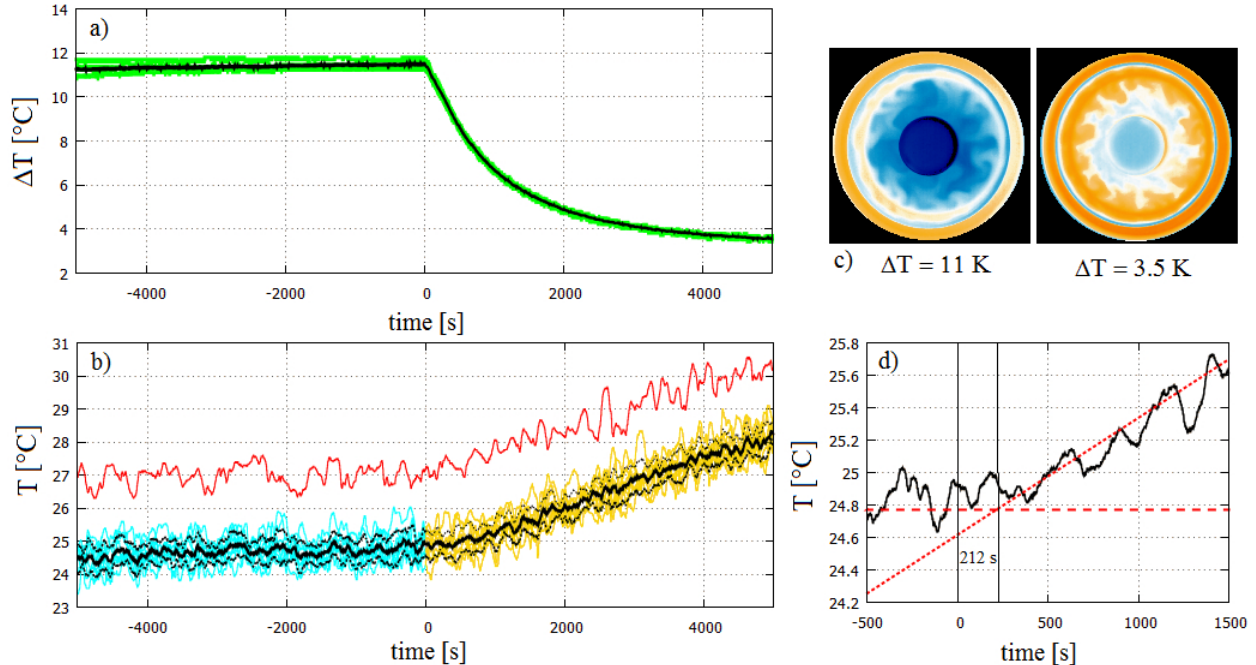 a)
ΔT [°C]
14
12
10
8
6
4
2
-4000 -2000 0 2000 4000
time [s]
c) ΔT = 11 K ΔT = 3.5 K
b)
T [°C]
31
30
29
28
27
26
25
24
23
-4000 -2000 0 2000 4000
time [s]
d)
T [°C]
25.8
25.6
25.4
25.2
25
24.8
24.6
24.4
24.2
212 s
-500 0 500 1000 1500
time [s]